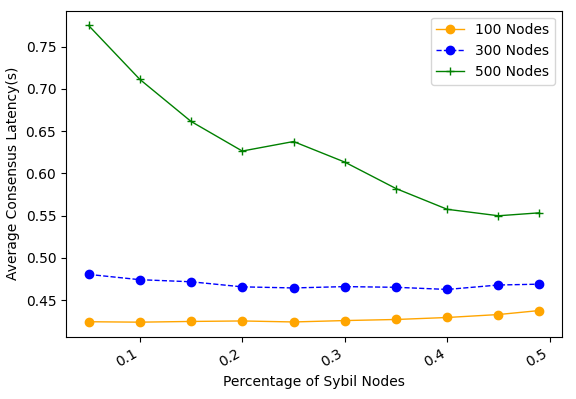 100 Nodes
300 Nodes
500 Nodes
Average Consensus Latency(s)
0.75
0.70
0.65
0.60
0.55
0.50
0.45
0.1
0.2
0.3
0.4
0.5
Percentage of Sybil Nodes